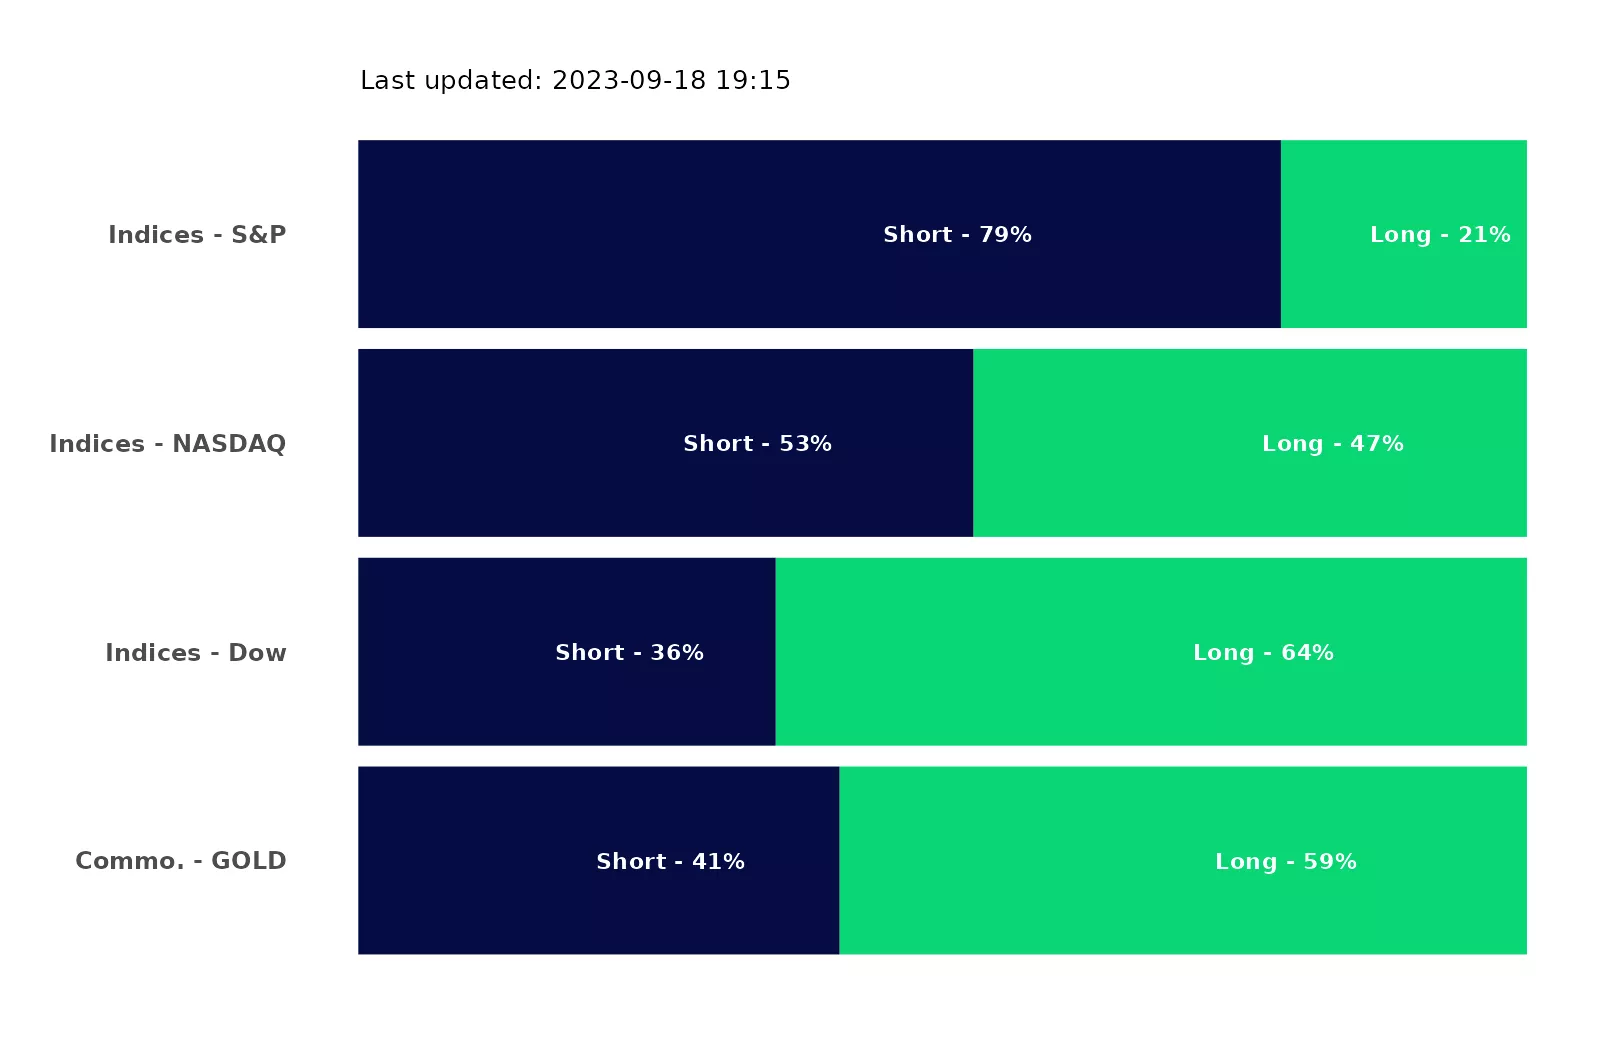 Last updated: 2023-09-18 19:15
Indices - S&P
Short - 79%
Long - 21%
Indices - NASDAQ
Short - 53%
Long - 47%
Indices - Dow
Short - 36%
Long - 64%
Commo. - GOLD
Short - 41%
Long - 59%